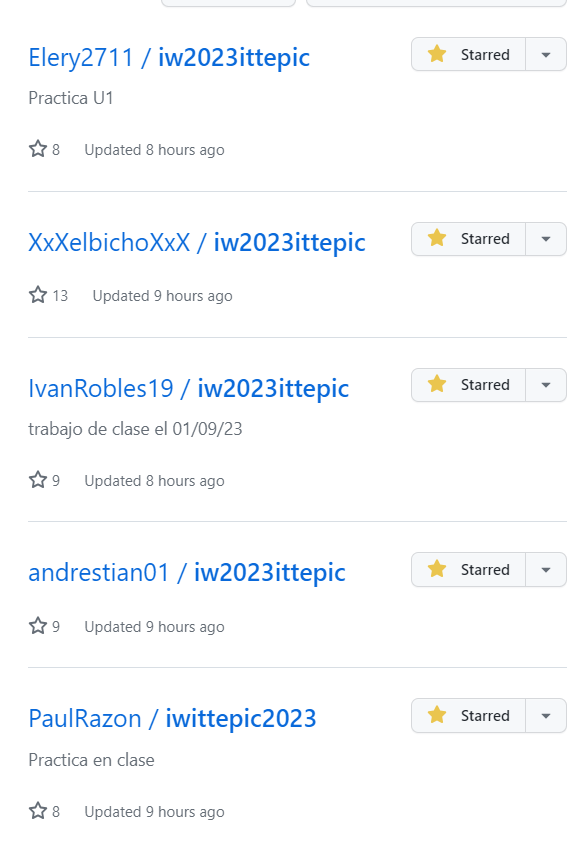 Elery2711 / iw2023ittepic
Starred
Practica U1
8 Updated 8 hours ago
XxXelbichoXxX / iw2023ittepic
Starred
13 Updated 9 hours ago
IvanRobles19 / iw2023ittepic
Starred
trabajo de clase el 01/09/23
9 Updated 8 hours ago
andrestian01 / iw2023ittepic
Starred
9 Updated 9 hours ago
PaulRazon / iwittepic2023
Starred
Practica en clase
8 Updated 9 hours ago